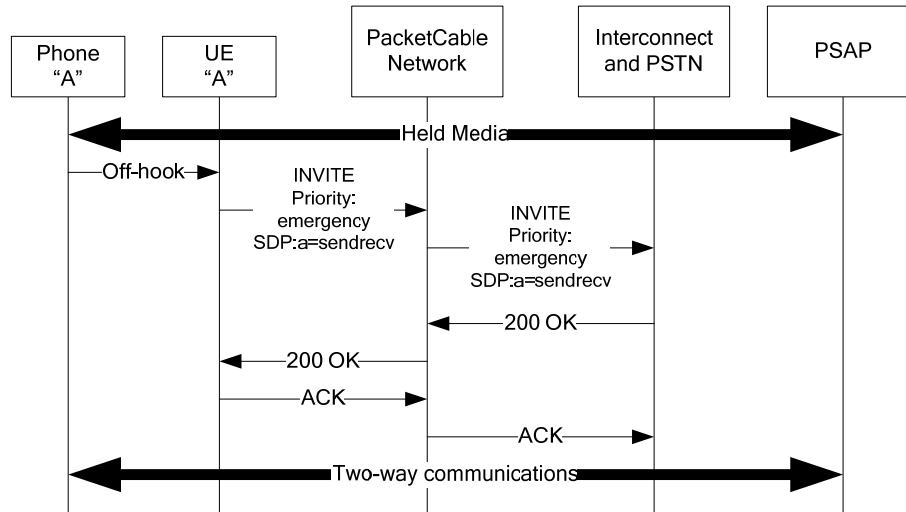 Phone
“A”
UE
“A”
PacketCable
Network
Interconnect
and PSTN
PSAP
Held Media
Off-hook
INVITE
Priority:
emergency
SDP:a=sendrecv
INVITE
Priority:
emergency
SDP:a=sendrecv
200 OK
200 OK
ACK
ACK
Two-way communications